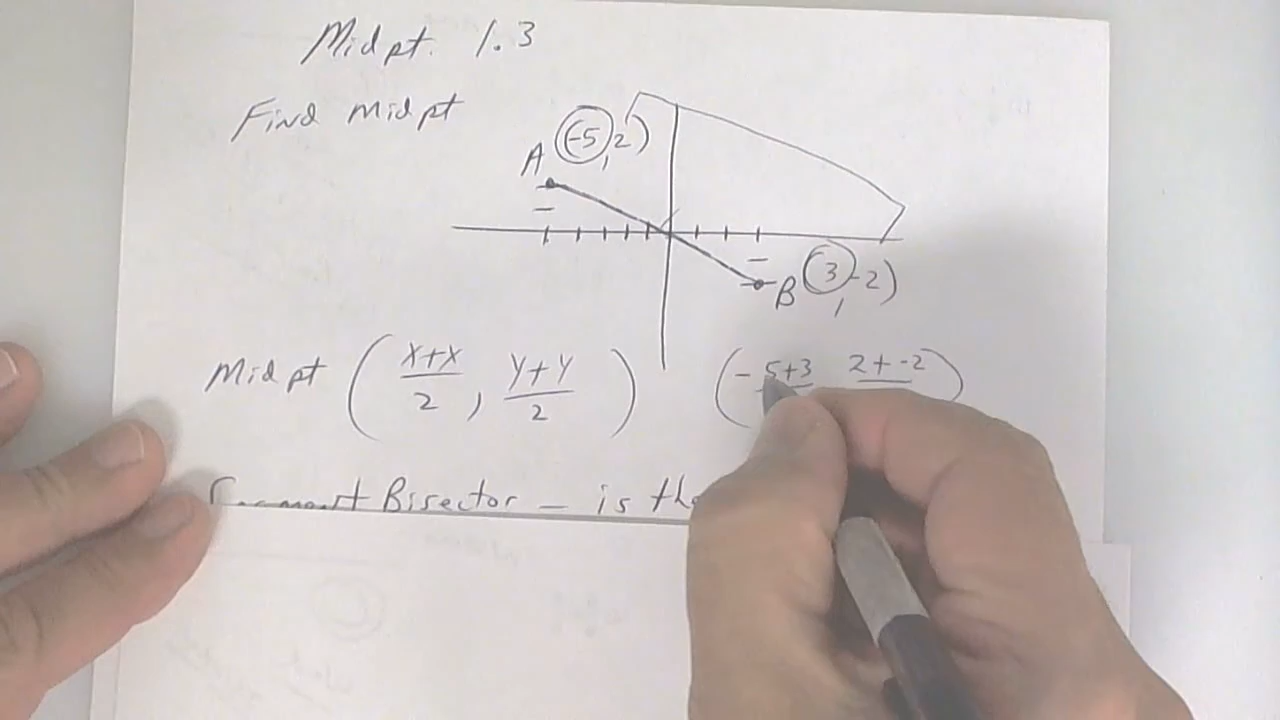 Midpt. 1.3
Find midpt
A (-5, 2)
B (3, -2)
Midpt (x+x/2, y+y/2) (-5+3 2+-2)
Bisector – is the